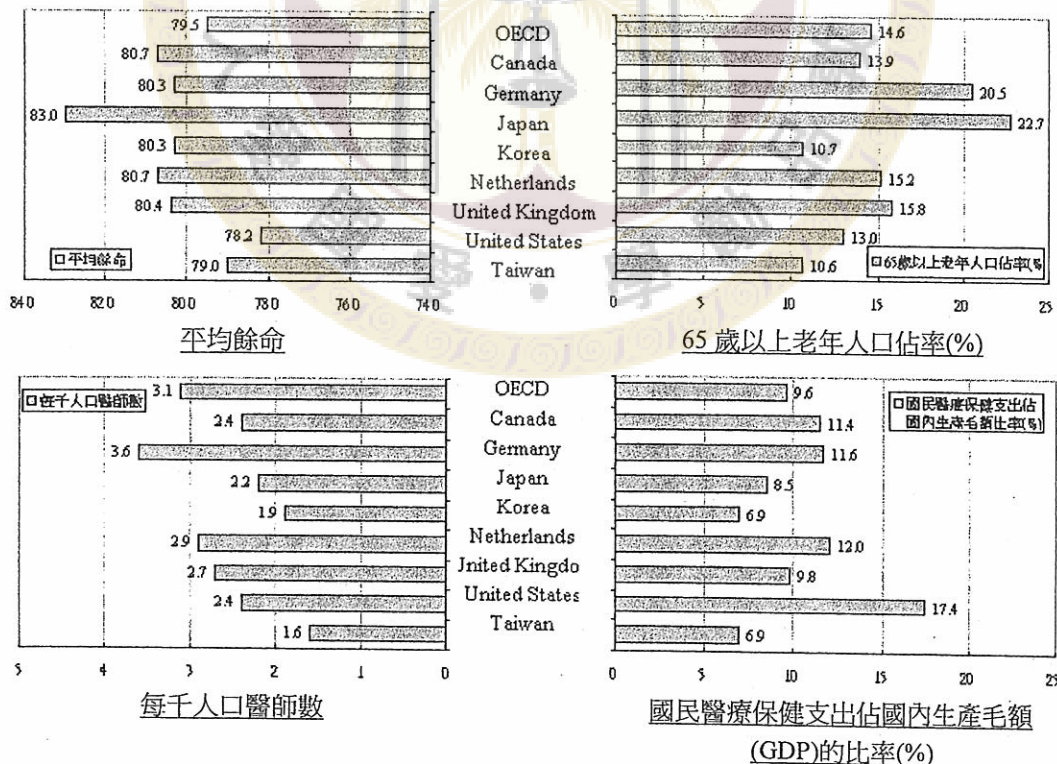 79.5 OECD 14.6
80.7 Canada 13.9
80.3 Germany 20.5
83.0 Japan 22.7
80.3 Korea 10.7
80.7 Netherlands 15.2
80.4 United Kingdom 15.8
78.2 United States 13.0
口平均餘命 79.0 Taiwan 10.6 口65歲以上老年人口佔率(%)
84.0 82.0 80.0 78.0 76.0 74.0 0 5 10 15 20 25
平均餘命 65 歲以上老年人口佔率(%)
口每千人口醫師數 3.1 OECD 9.6 口國民醫療保健支出佔
2.4 Canada 11.4 國內生產毛額比率(%)
3.6 Germany 11.6
2.2 Japan 8.5
1.9 Korea 6.9
2.9 Netherlands 12.0
2.7 Jnited Kingdo 9.8
2.4 United States 17.4
1.6 Taiwan 6.9
5 4 3 2 1 0 0 5 10 15 20 25
每千人口醫師數 國民醫療保健支出佔國內生產毛額
(GDP)的比率(%)